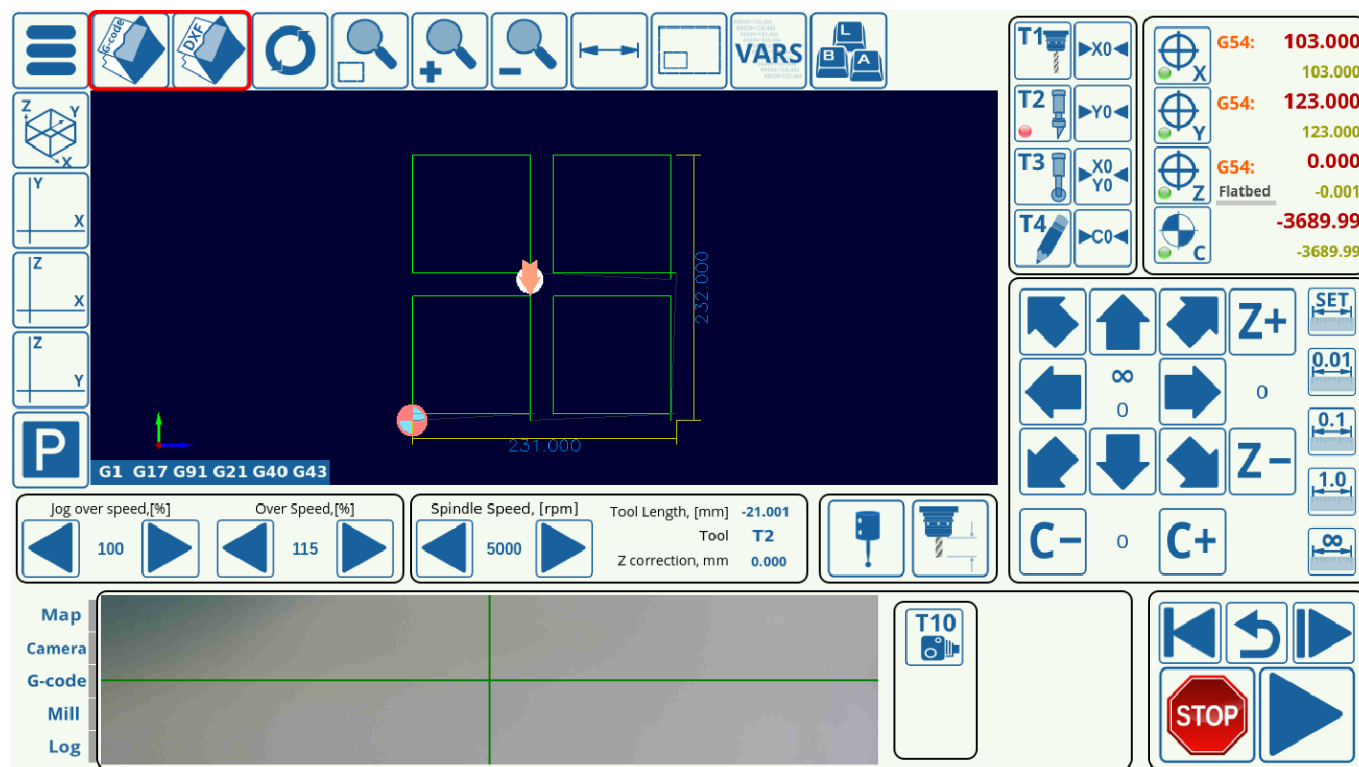 G-code
DXF
VARS
L
B A
Z Y
X
Y
X
Z
X
Z
Y
P
232.000
231.000
G1 G17 G91 G21 G40 G43
T1
X0
T2
Y0
T3
X0
Y0
T4
C0
X
G54: 103.000
103.000
Y
G54: 123.000
123.000
Z
G54: 0.000
Flatbed -0.001
C
-3689.99
-3689.99
Z+
SET
∞
0
0
0.01
0.1
Z−
1.0
C−
0
C+
∞
Jog over speed,[%]
100
Over Speed,[%]
115
Spindle Speed, [rpm]
5000
Tool Length, [mm] -21.001
Tool T2
Z correction, mm 0.000
Map
Camera
G-code
Mill
Log
T10
STOP